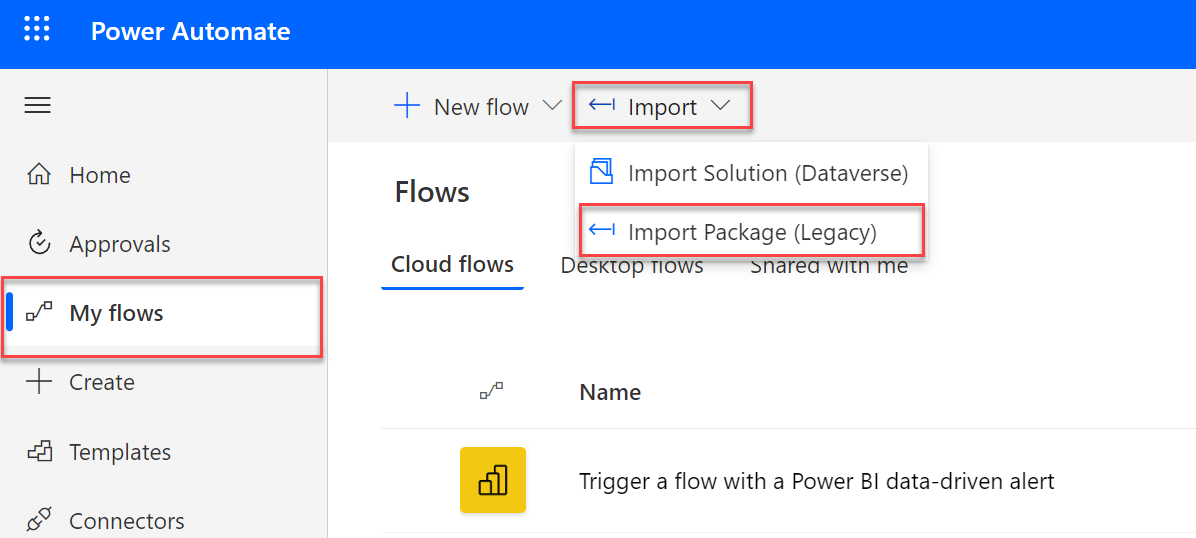 Power Automate
New flow
Import
Home
Import Solution (Dataverse)
Flows
Import Package (Legacy)
Approvals
Cloud flows
Desktop flows
Shared with me
My flows
Create
Name
Templates
Trigger a flow with a Power BI data-driven alert
Connectors